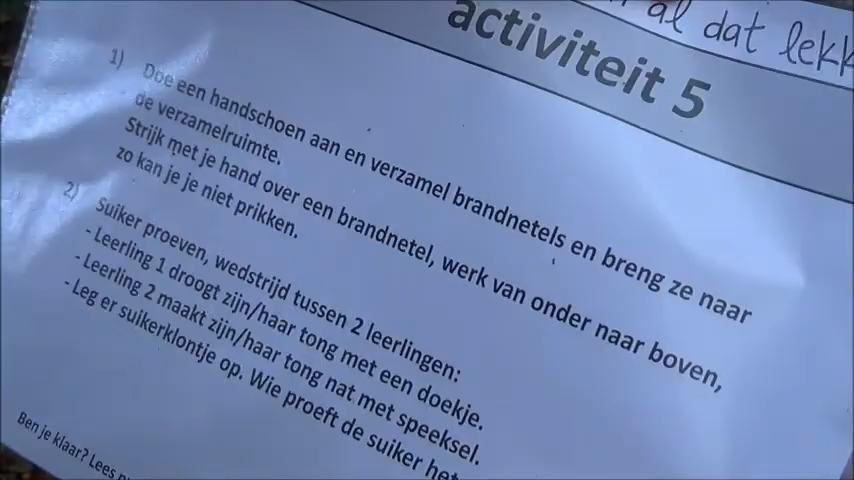 al dat lekk
activiteit 5
1) Doe een handschoen aan en verzamel brandnetels en breng ze naar
de verzamelruimte.
Strijk met je hand over een brandnetel, werk van onder naar boven,
zo kan je je niet prikken.
2) Suiker proeven, wedstrijd tussen 2 leerlingen:
- Leerling 1 droogt zijn/haar tong met een doekje.
- Leerling 2 maakt zijn/haar tong nat met speeksel.
- Leg er suikerklontje op. Wie proeft de suiker het
Ben je klaar? Lees